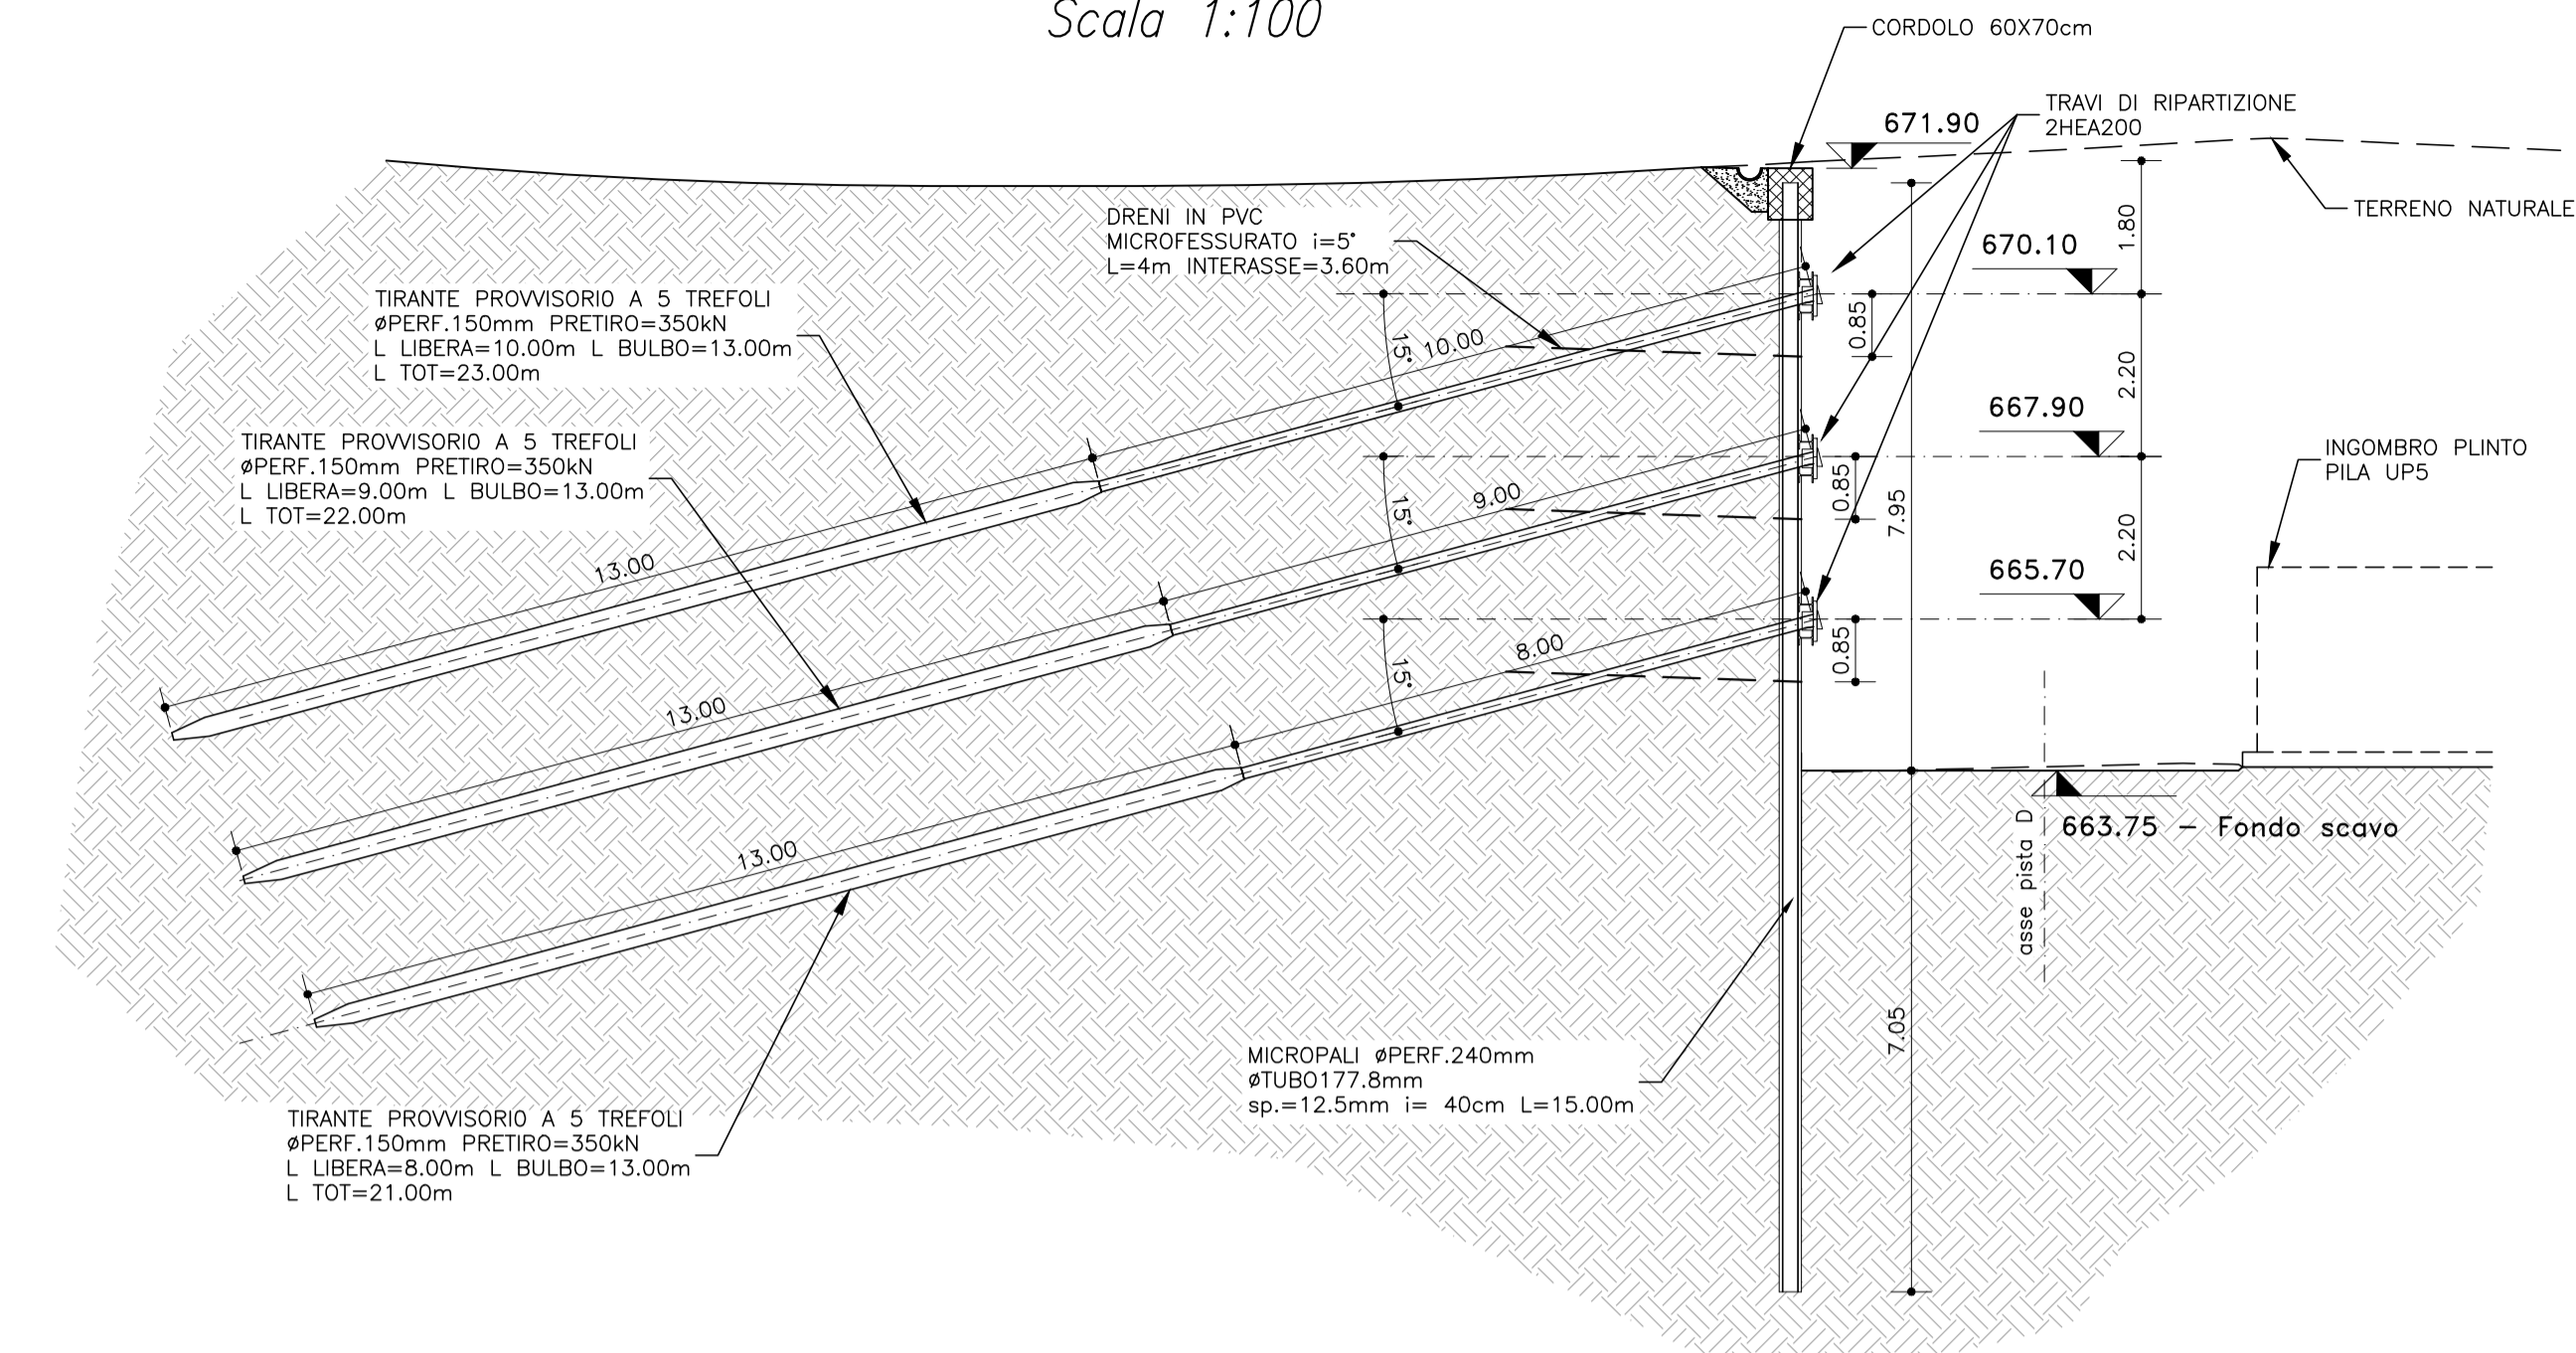 Scala 1:100
CORDOLO 60X70cm
TRAVI DI RIPARTIZIONE
2HEA200
671.90
TERRENO NATURALE
1.80
670.10
DRENI IN PVC
MICROFESSURATO i=5°
L=4m INTERASSE=3.60m
TIRANTE PROVVISORIO A 5 TREFOLI
øPERF.150mm PRETIRO=350kN
L LIBERA=10.00m L BULBO=13.00m
L TOT=23.00m
15°
10.00
0.85
2.20
667.90
TIRANTE PROVVISORIO A 5 TREFOLI
øPERF.150mm PRETIRO=350kN
L LIBERA=9.00m L BULBO=13.00m
L TOT=22.00m
INGOMBRO PLINTO
PILA UP5
13.00
15°
9.00
0.85
7.95
2.20
665.70
13.00
15°
8.00
0.85
663.75 – Fondo scavo
asse pista D
13.00
7.05
MICROPALI øPERF.240mm
øTUBO177.8mm
sp.=12.5mm i= 40cm L=15.00m
TIRANTE PROVVISORIO A 5 TREFOLI
øPERF.150mm PRETIRO=350kN
L LIBERA=8.00m L BULBO=13.00m
L TOT=21.00m